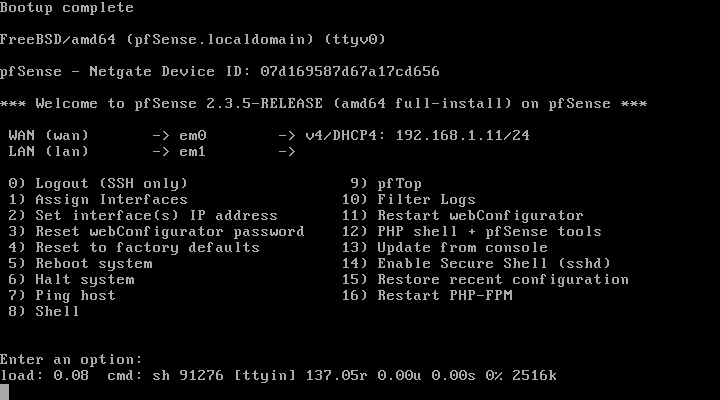 Bootup complete
FreeBSD/amd64 (pfSense.localdomain) (ttyv0)
pfSense - Netgate Device ID: 07d169587d67a17cd656
*** Welcome to pfSense 2.3.5-RELEASE (amd64 full-install) on pfSense ***
WAN (wan) -> em0 -> v4/DHCP4: 192.168.1.11/24
LAN (lan) -> em1 ->
0) Logout (SSH only) 9) pfTop
1) Assign Interfaces 10) Filter Logs
2) Set interface(s) IP address 11) Restart webConfigurator
3) Reset webConfigurator password 12) PHP shell + pfSense tools
4) Reset to factory defaults 13) Update from console
5) Reboot system 14) Enable Secure Shell (sshd)
6) Halt system 15) Restore recent configuration
7) Ping host 16) Restart PHP-FPM
8) Shell
Enter an option:
load: 0.08 cmd: sh 91276 [ttyin] 137.05r 0.00u 0.00s 0% 2516k